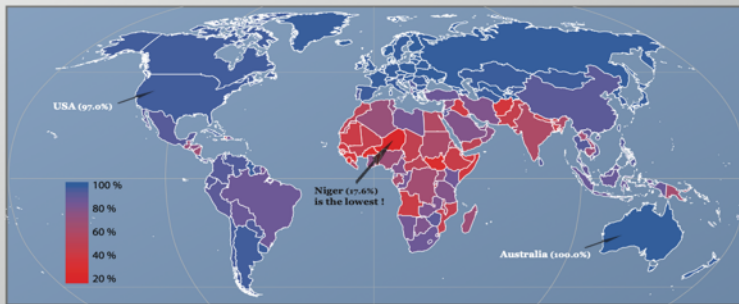 USA (97.0%)
Niger (17.6%)
is the lowest !
100 %
80 %
60 %
40 %
20 %
Australia (100.0%)